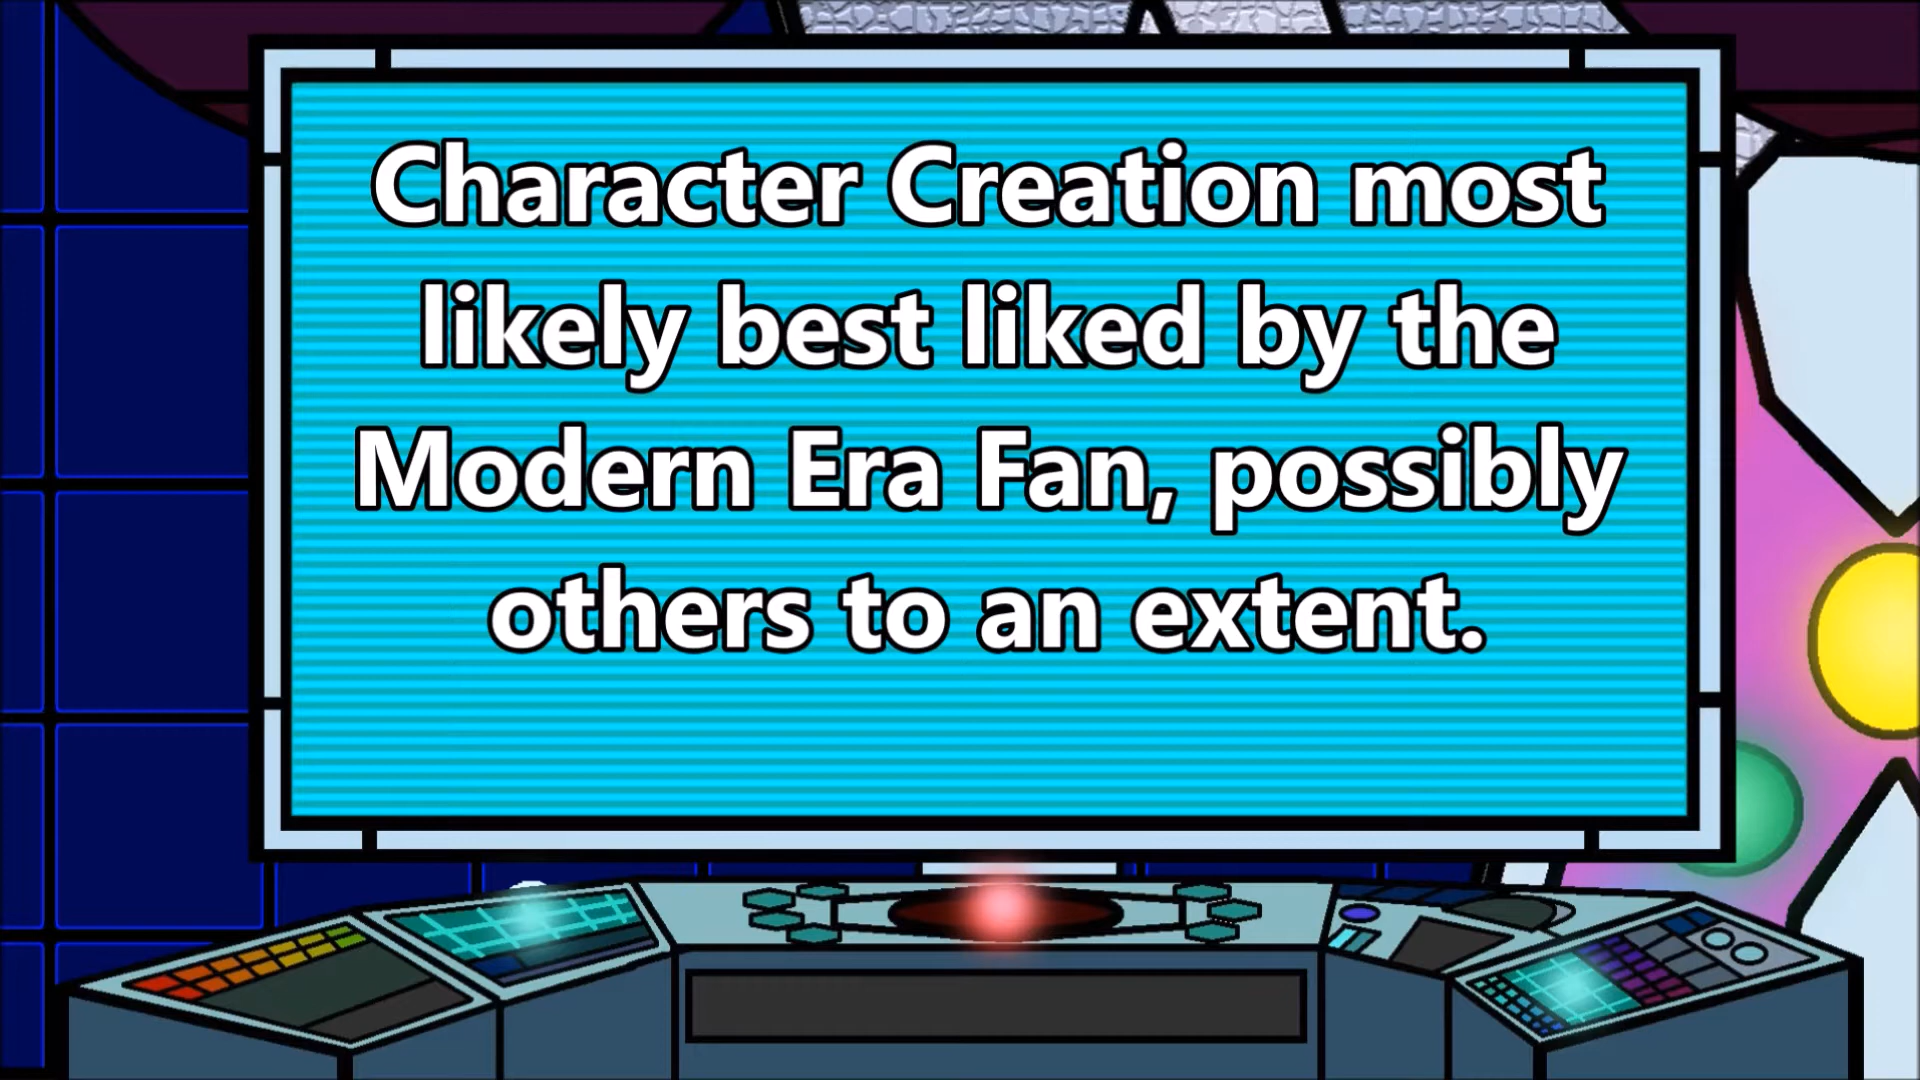 Character Creation most
likely best liked by the
Modern Era Fan, possibly
others to an extent.